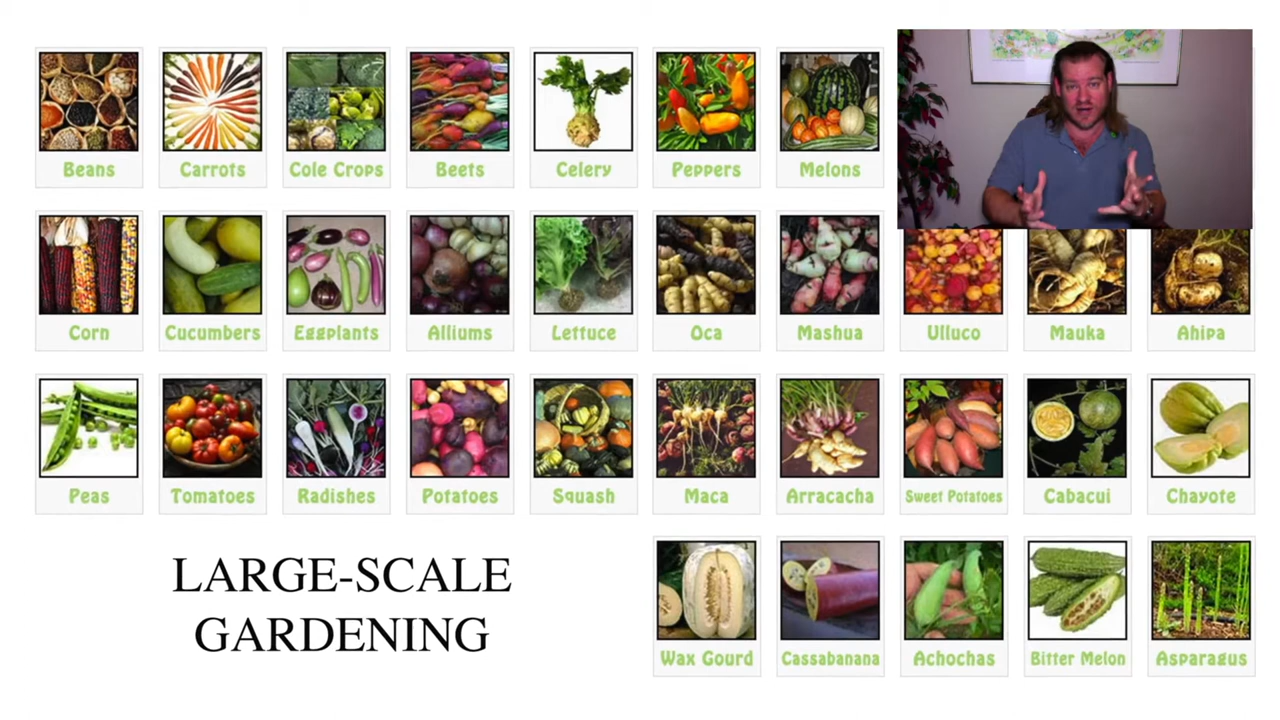 Beans
Carrots
Cole Crops
Beets
Celery
Peppers
Melons
Corn
Cucumbers
Eggplants
Alliums
Lettuce
Oca
Mashua
Ulluco
Mauka
Ahipa
Peas
Tomatoes
Radishes
Potatoes
Squash
Maca
Arracacha
Sweet Potatoes
Cabacui
Chayote
LARGE-SCALE
GARDENING
Wax Gourd
Cassabanana
Achochas
Bitter Melon
Asparagus